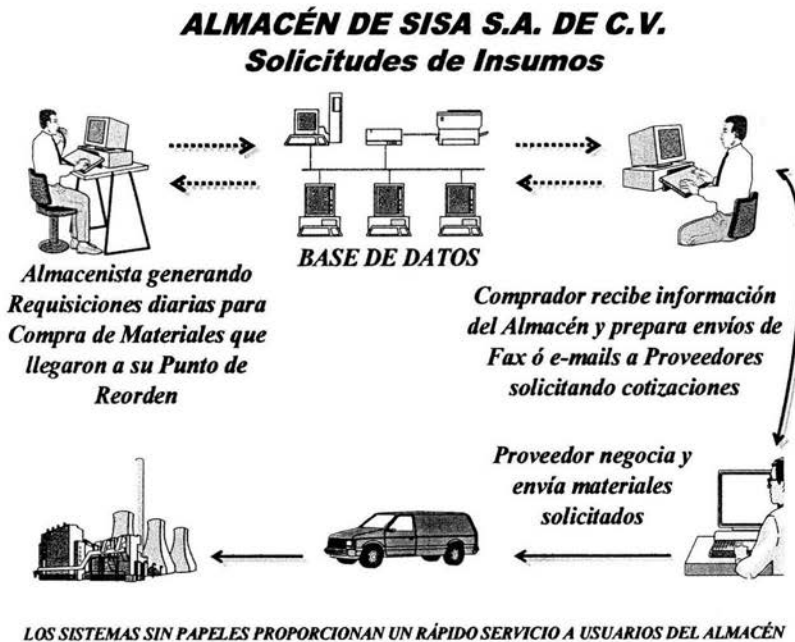 ALMACÉN DE SISA S.A. DE C.V.
Solicitudes de Insumos
BASE DE DATOS
Almacenista generando
Requisiciones diarias para
Compra de Materiales que
llegaron a su Punto de
Reorden
Comprador recibe información
del Almacén y prepara envíos de
Fax ó e-mails a Proveedores
solicitando cotizaciones
Proveedor negocia y
envía materiales
solicitados
LOS SISTEMAS SIN PAPELES PROPORCIONAN UN RÁPIDO SERVICIO A USUARIOS DEL ALMACÉN